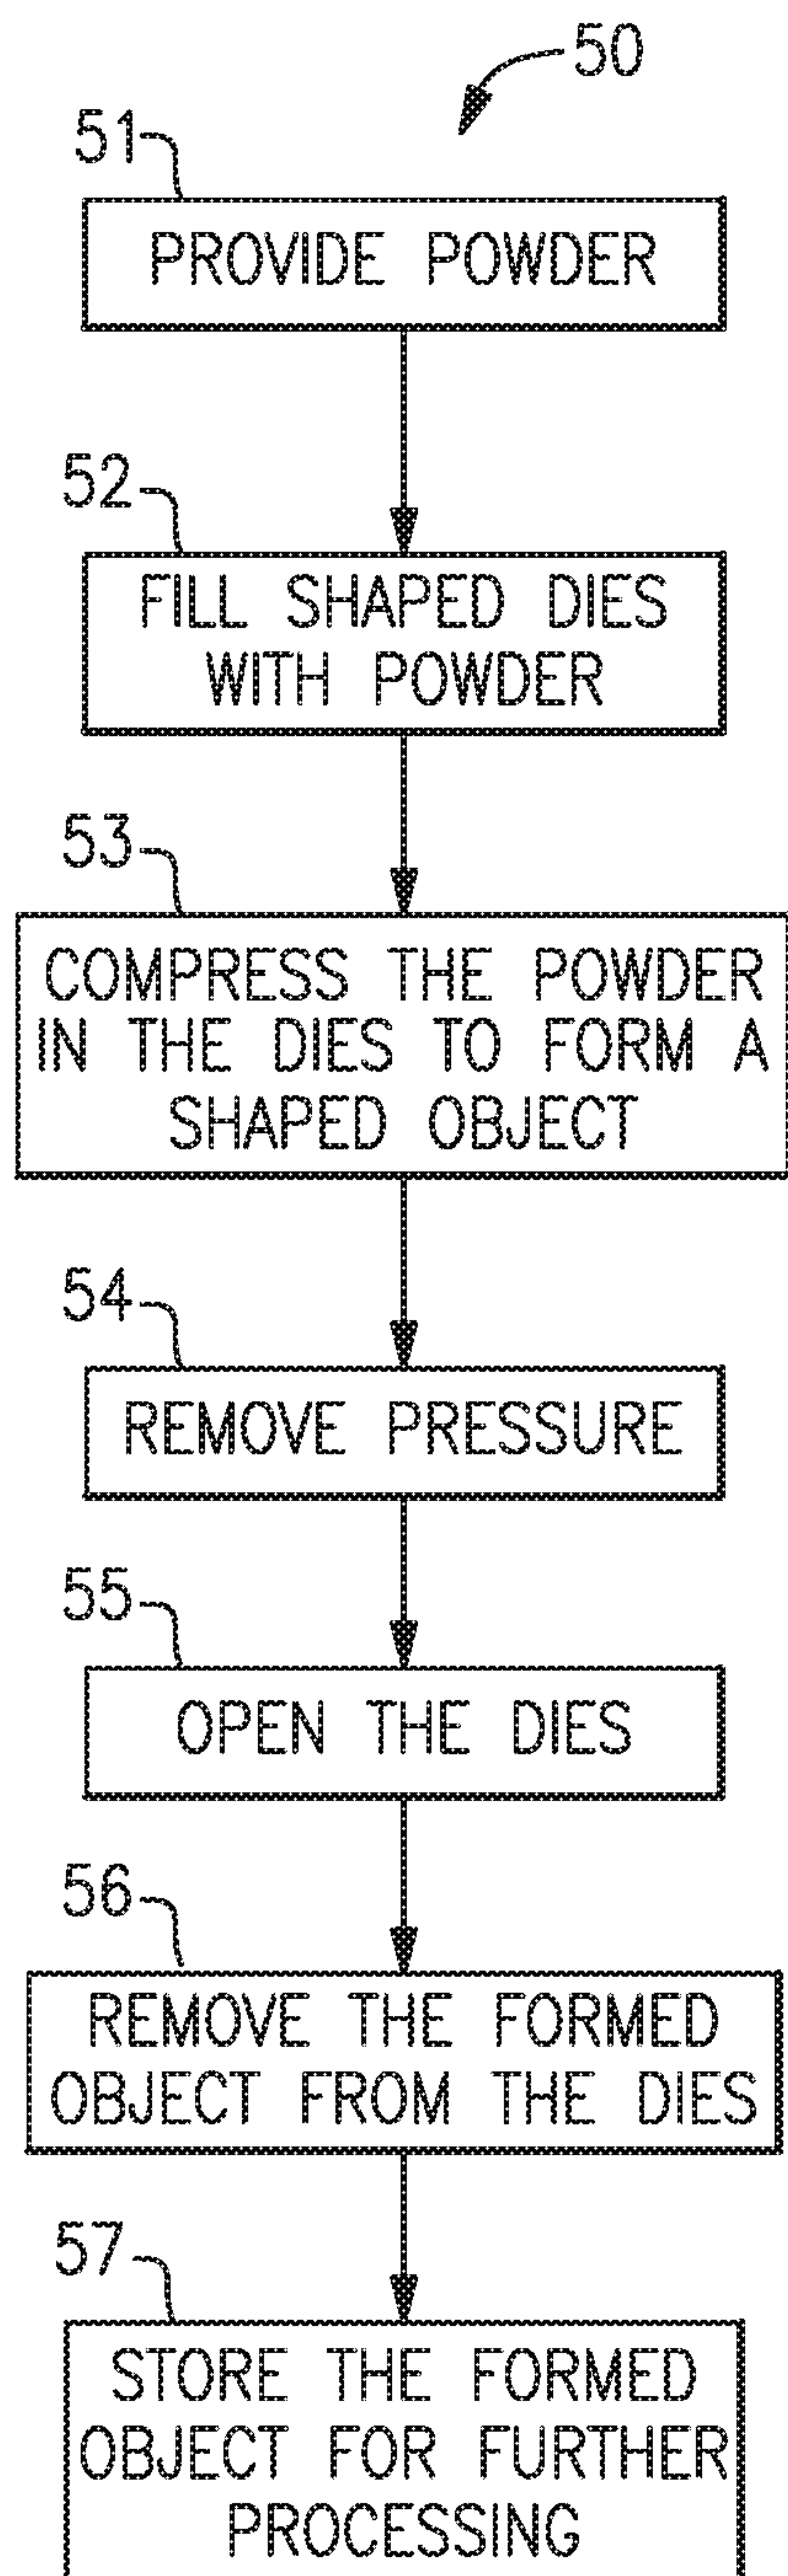 50
51
PROVIDE POWDER
52
FILL SHAPED DIES
WITH POWDER
53
COMPRESS THE POWDER
IN THE DIES TO FORM A
SHAPED OBJECT
54
REMOVE PRESSURE
55
OPEN THE DIES
56
REMOVE THE FORMED
OBJECT FROM THE DIES
57
STORE THE FORMED
OBJECT FOR FURTHER
PROCESSING